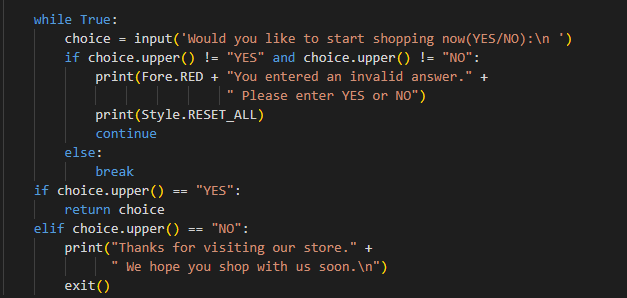 while True:
    choice = input('Would you like to start shopping now(YES/NO):\n ')
    if choice.upper() != "YES" and choice.upper() != "NO":
        print(Fore.RED + "You entered an invalid answer." +
                         " Please enter YES or NO")
        print(Style.RESET_ALL)
        continue
    else:
        break
if choice.upper() == "YES":
    return choice
elif choice.upper() == "NO":
    print("Thanks for visiting our store." +
          " We hope you shop with us soon.\n")
    exit()